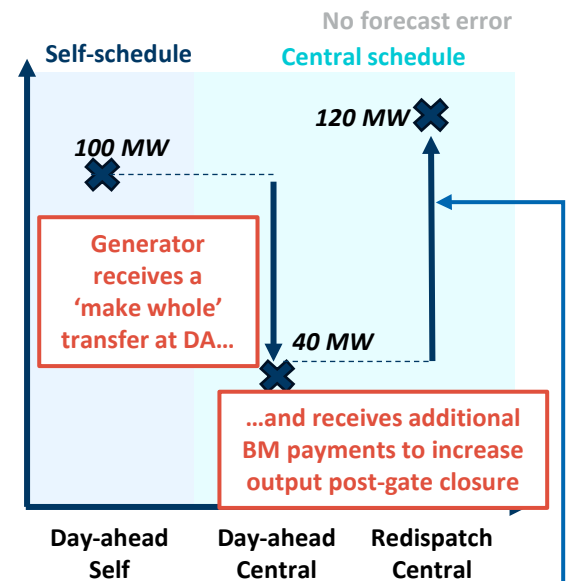 No forecast error
Self-schedule
Central schedule
120 MW
100 MW
Generator
receives a
‘make whole’
transfer at DA...
40 MW
...and receives additional
BM payments to increase
output post-gate closure
Day-ahead
Self
Day-ahead
Central
Redispatch
Central